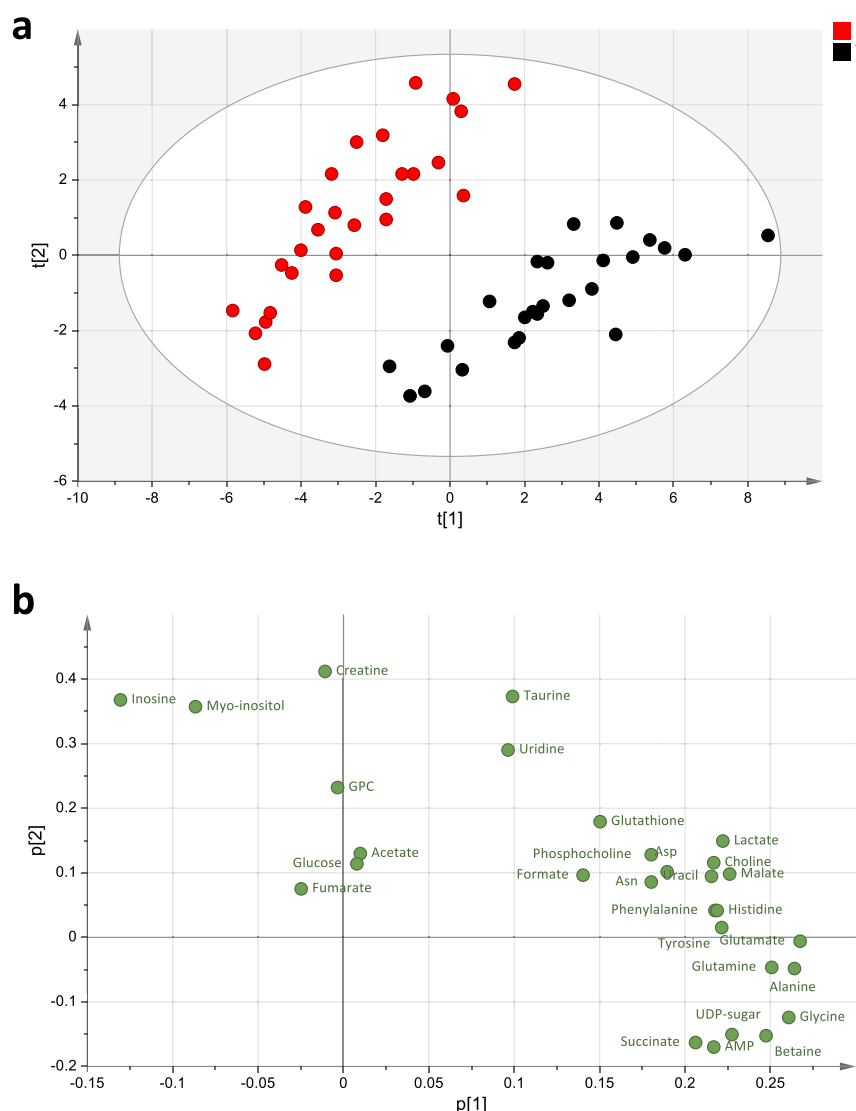 a
4
2
0
-2
-4
-6
t[2]
-10 -8 -6 -4 -2 0 2 4 6 8
t[1]
b
0.4
0.3
0.2
0.1
0
-0.1
-0.2
p[2]
Creatine
Inosine
Myo-inositol
Taurine
Uridine
GPC
Glutathione
Lactate
Acetate
Phosphocholine
Asp
Choline
Glucose
Formate
Uracil
Malate
Asn
Fumarate
Phenylalanine
Histidine
Tyrosine
Glutamate
Glutamine
Alanine
UDP-sugar
Glycine
Succinate
AMP
Betaine
-0.15 -0.1 -0.05 0 0.05 0.1 0.15 0.2 0.25
p[1]